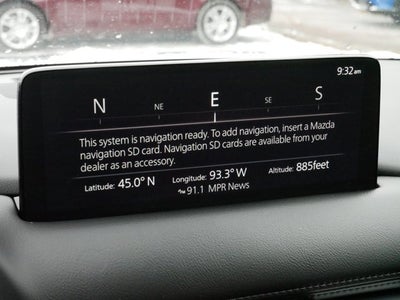 9:32am
N NE E SE S
This system is navigation ready. To add navigation, insert a Mazda
navigation SD card. Navigation SD cards are available from your
dealer as an accessory.
Latitude: 45.0° N Longitude: 93.3° W Altitude: 885feet
91.1 MPR News